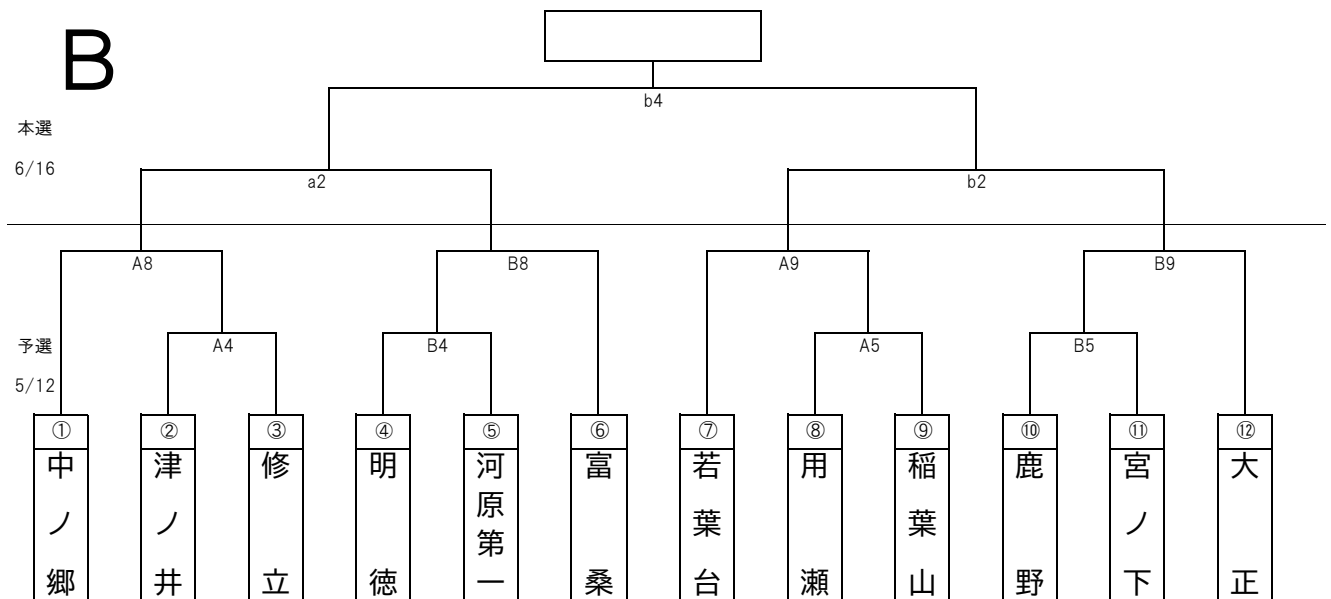 B
b4
本選
6/16
a2
b2
A8
B8
A9
B9
予選
A4
B4
A5
B5
5/12
①
②
③
④
⑤
⑥
⑦
⑧
⑨
⑩
⑪
⑫
中ノ郷
津ノ井
修立
明徳
河原第一
富桑
若葉台
用瀬
稲葉山
鹿野
宮ノ下
大正